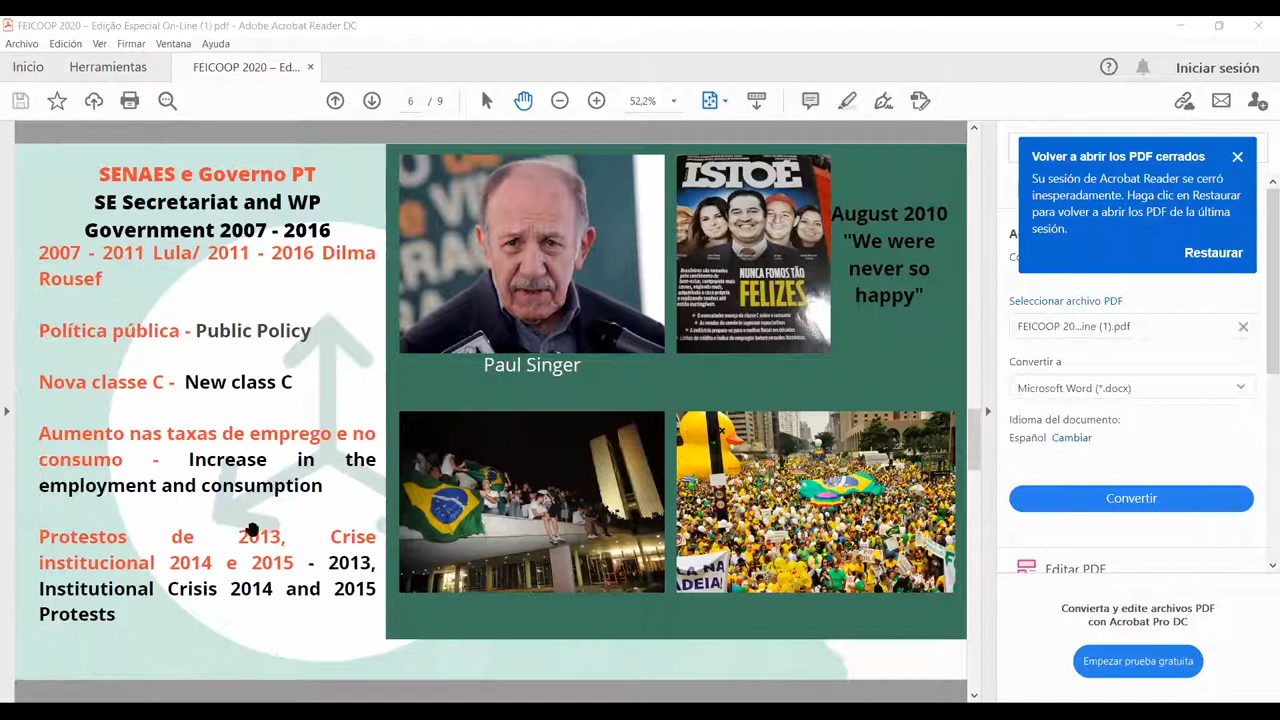 FEICOOP 2020 – Edição Especial On-Line (1).pdf - Adobe Acrobat Reader DC
Archivo Edición Ver Firmar Ventana Ayuda
Inicio Herramientas FEICOOP 2020 – Ed... × Iniciar sesión
6 / 9 52,2%
SENAES e Governo PT
SE Secretariat and WP
Government 2007 - 2016
2007 - 2011 Lula/ 2011 - 2016 Dilma
Rousef
Política pública - Public Policy
Nova classe C - New class C
Aumento nas taxas de emprego e no
consumo - Increase in the
employment and consumption
Protestos de 2013, Crise
institucional 2014 e 2015 - 2013,
Institutional Crisis 2014 and 2015
Protests
Paul Singer
ISTOÉ
NUNCA FOMOS TÃO
FELIZES
August 2010
"We were
never so
happy"
A NA
ADEIA!
Volver a abrir los PDF cerrados
Su sesión de Acrobat Reader se cerró
inesperadamente. Haga clic en Restaurar
para volver a abrir los PDF de la última
sesión.
Restaurar
Seleccionar archivo PDF
FEICOOP 20...ine (1).pdf
Convertir a
Microsoft Word (*.docx)
Idioma del documento:
Español Cambiar
Convertir
Editar PDF
Convierta y edite archivos PDF
con Acrobat Pro DC
Empezar prueba gratuita